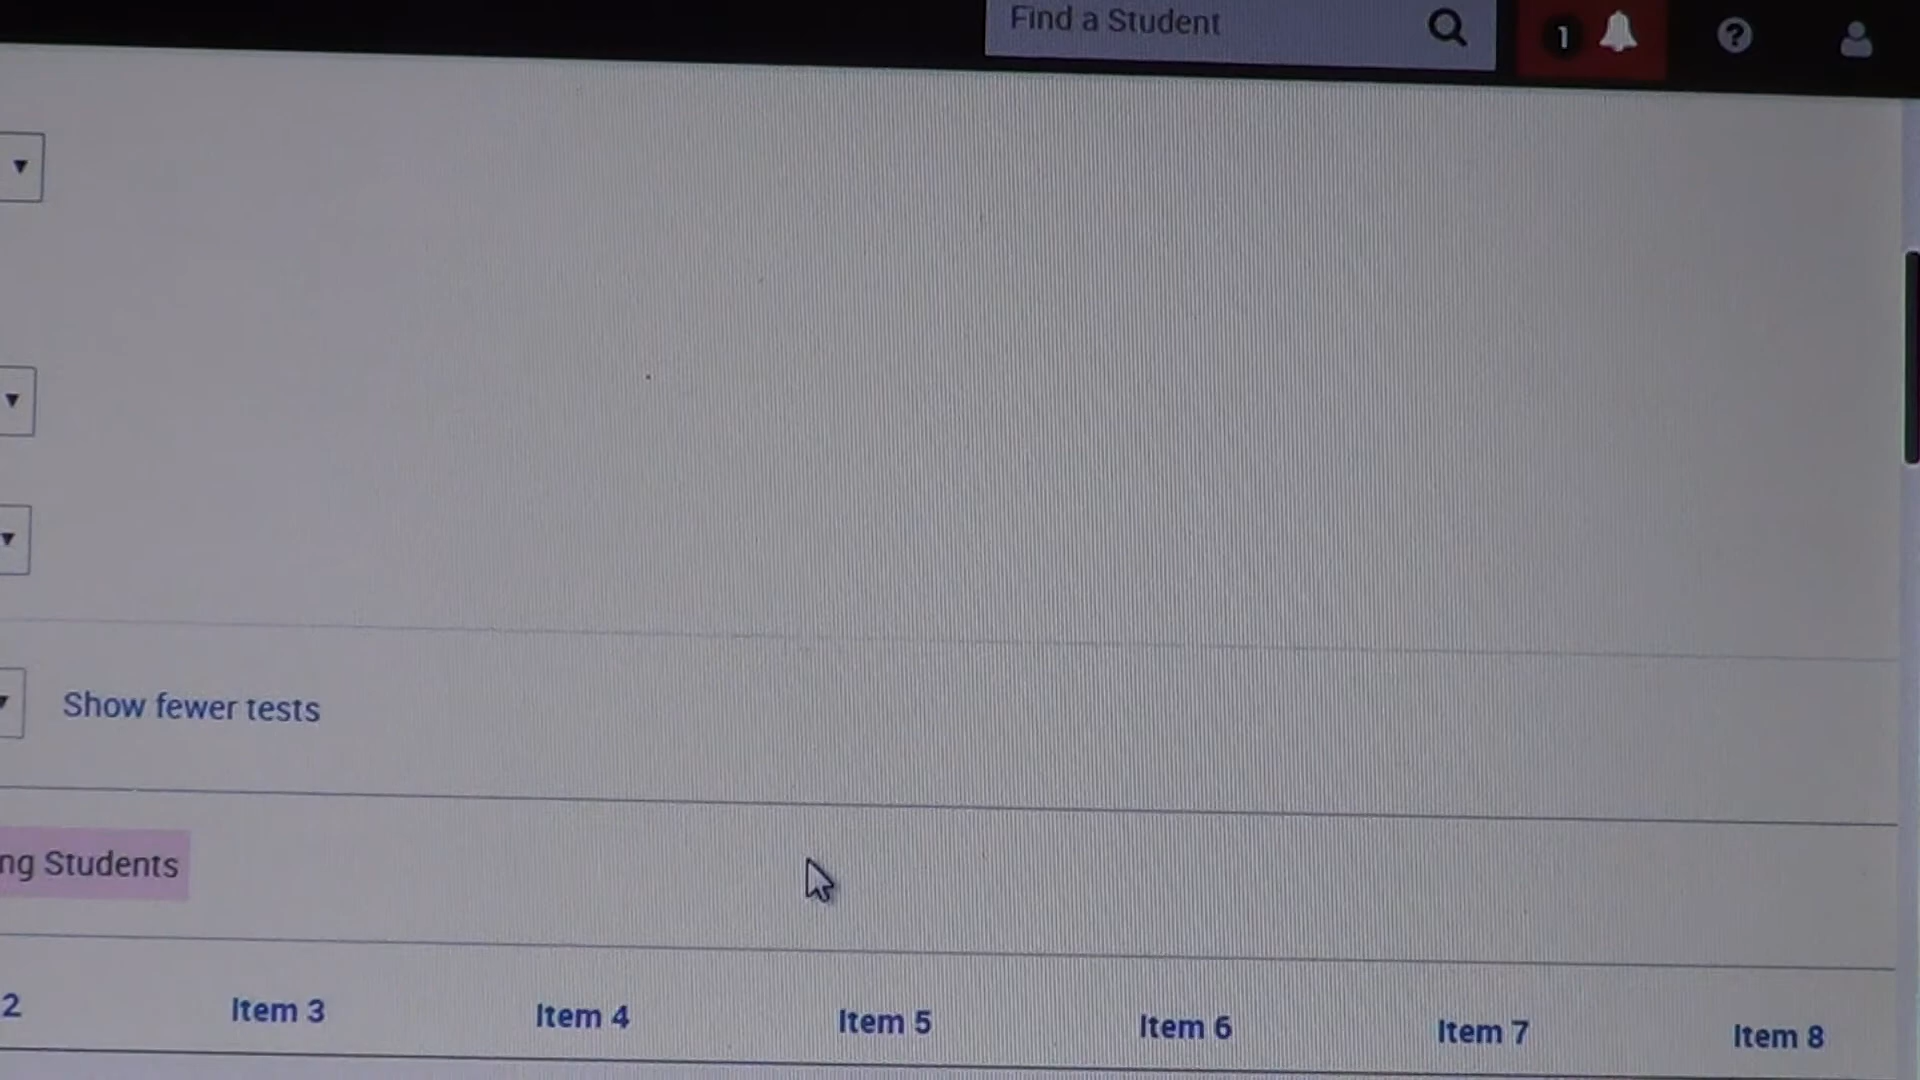 Find a Student
1
?
Show fewer tests
ng Students
2 Item 3 Item 4 Item 5 Item 6 Item 7 Item 8